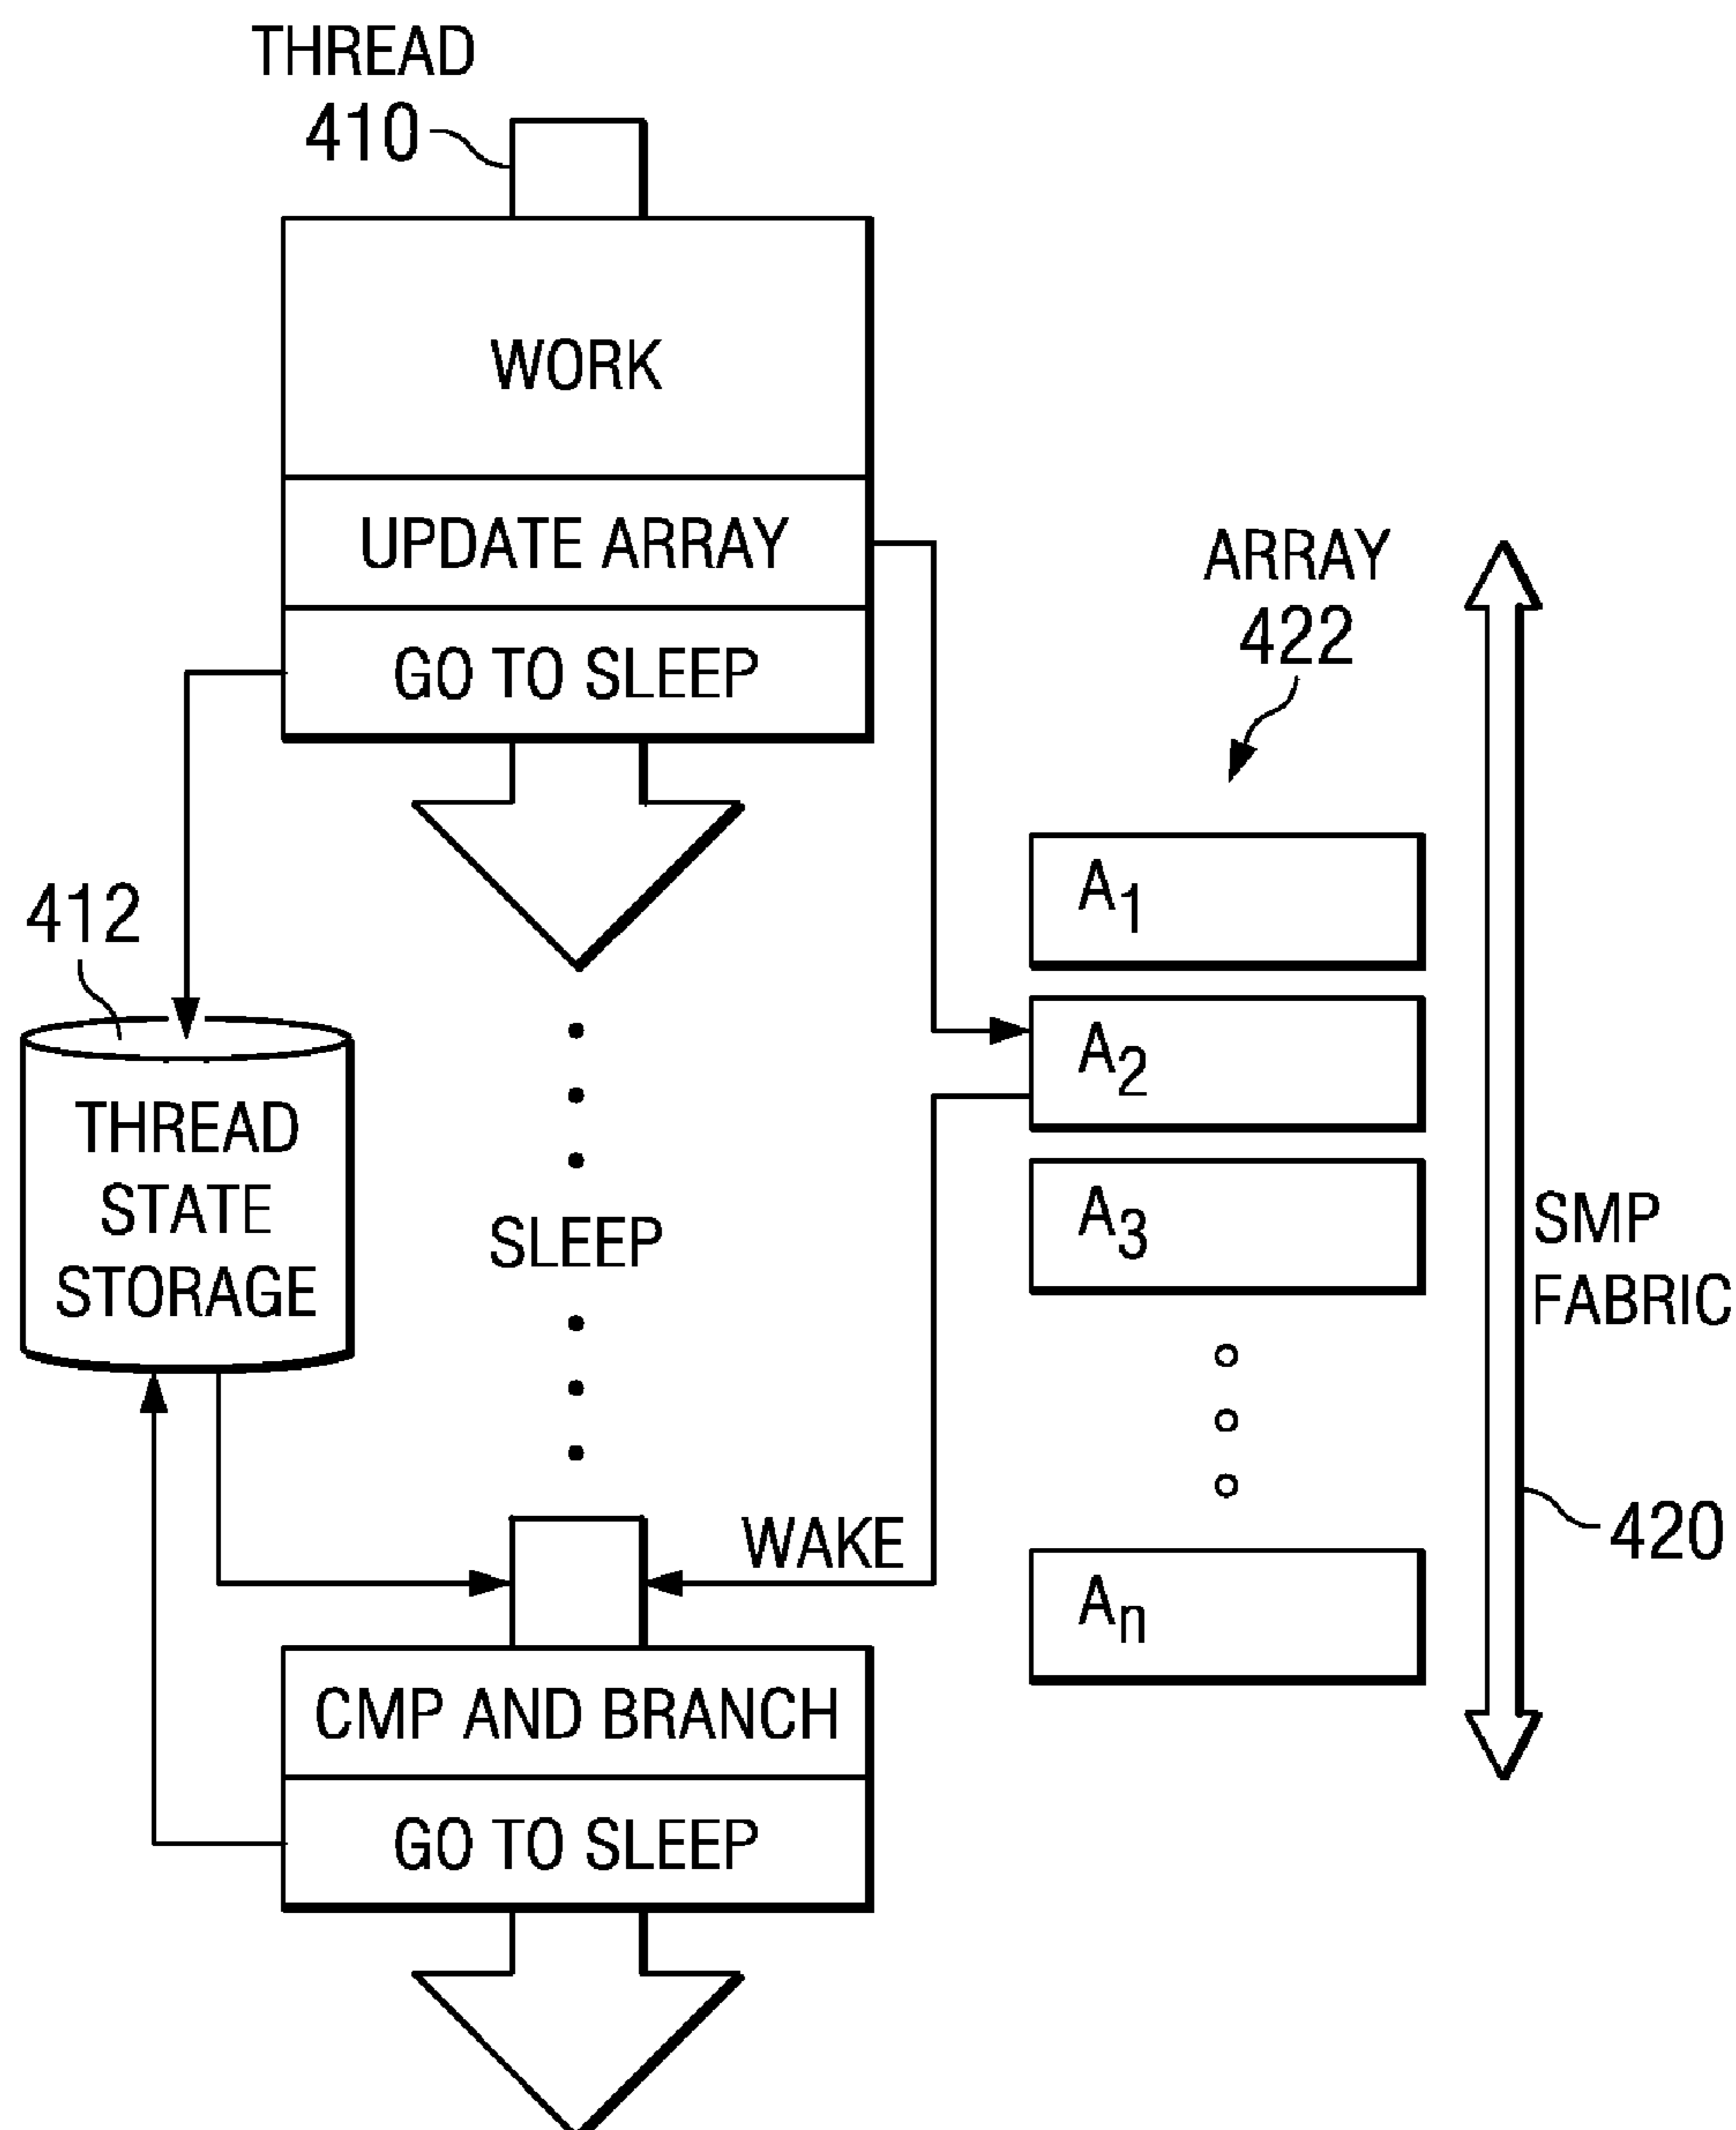 THREAD
410
WORK
UPDATE ARRAY
GO TO SLEEP
ARRAY
422
412
THREAD
STATE
STORAGE
SLEEP
A1
A2
A3
An
SMP
FABRIC
420
WAKE
CMP AND BRANCH
GO TO SLEEP